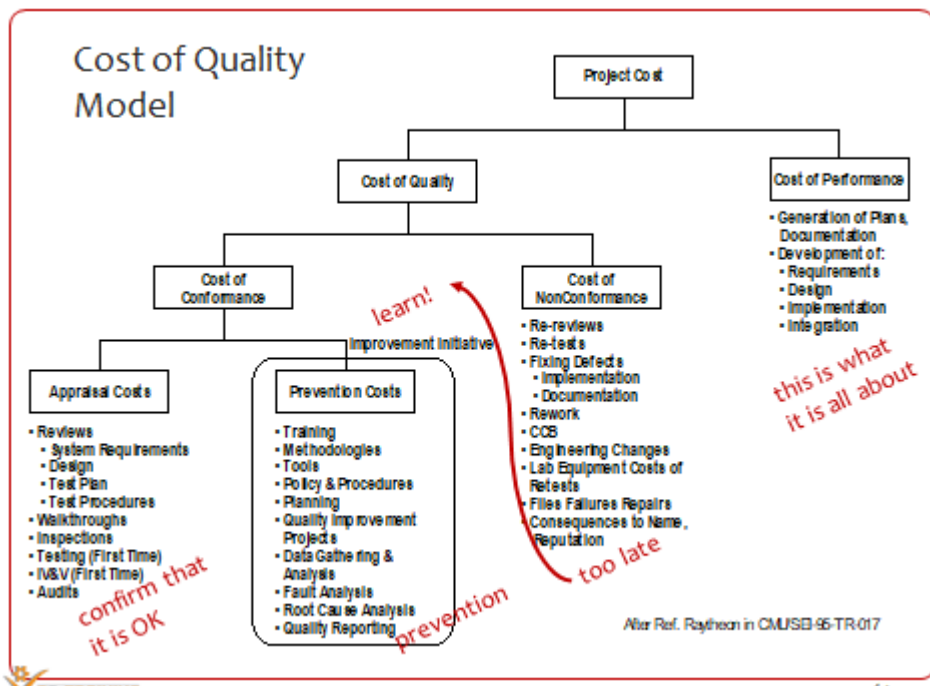 Cost of Quality
Model
Project Cost
Cost of Quality
Cost of Performance
▪ Generation of Plans,
Documentation
▪ Development of:
▪ Requirements
▪ Design
▪ Implementation
▪ Integration
this is what
it is all about
Cost of
Conformance
Cost of
NonConformance
learn!
Improvement Initiative
▪ Re-reviews
▪ Re-tests
▪ Fixing Defects
▪ Implementation
▪ Documentation
▪ Rework
▪ CCB
▪ Engineering Changes
▪ Lab Equipment Costs of
Retests
▪ Files Failures Repairs
▪ Consequences to Name,
Reputation
too late
Appraisal Costs
▪ Reviews
▪ System Requirements
▪ Design
▪ Test Plan
▪ Test Procedures
▪ Walkthroughs
▪ Inspections
▪ Testing (First Time)
▪ IV&V (First Time)
▪ Audits
confirm that
it is OK
Prevention Costs
▪ Training
▪ Methodologies
▪ Tools
▪ Policy & Procedures
▪ Planning
▪ Quality Improvement
Projects
▪ Data Gathering &
Analysis
▪ Fault Analysis
▪ Root Cause Analysis
▪ Quality Reporting
prevention
After Ref. Raytheon in CMU/SEI-95-TR-017